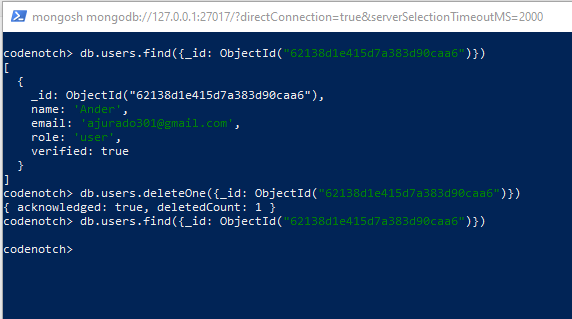 mongosh mongodb://127.0.0.1:27017/?directConnection=true&serverSelectionTimeoutMS=2000
codenotch> db.users.find({_id: ObjectId("62138d1e415d7a383d90caa6")})
[
  {
    _id: ObjectId("62138d1e415d7a383d90caa6"),
    name: 'Ander',
    email: 'ajurado301@gmail.com',
    role: 'user',
    verified: true
  }
]
codenotch> db.users.deleteOne({_id: ObjectId("62138d1e415d7a383d90caa6")})
{ acknowledged: true, deletedCount: 1 }
codenotch> db.users.find({_id: ObjectId("62138d1e415d7a383d90caa6")})
codenotch>